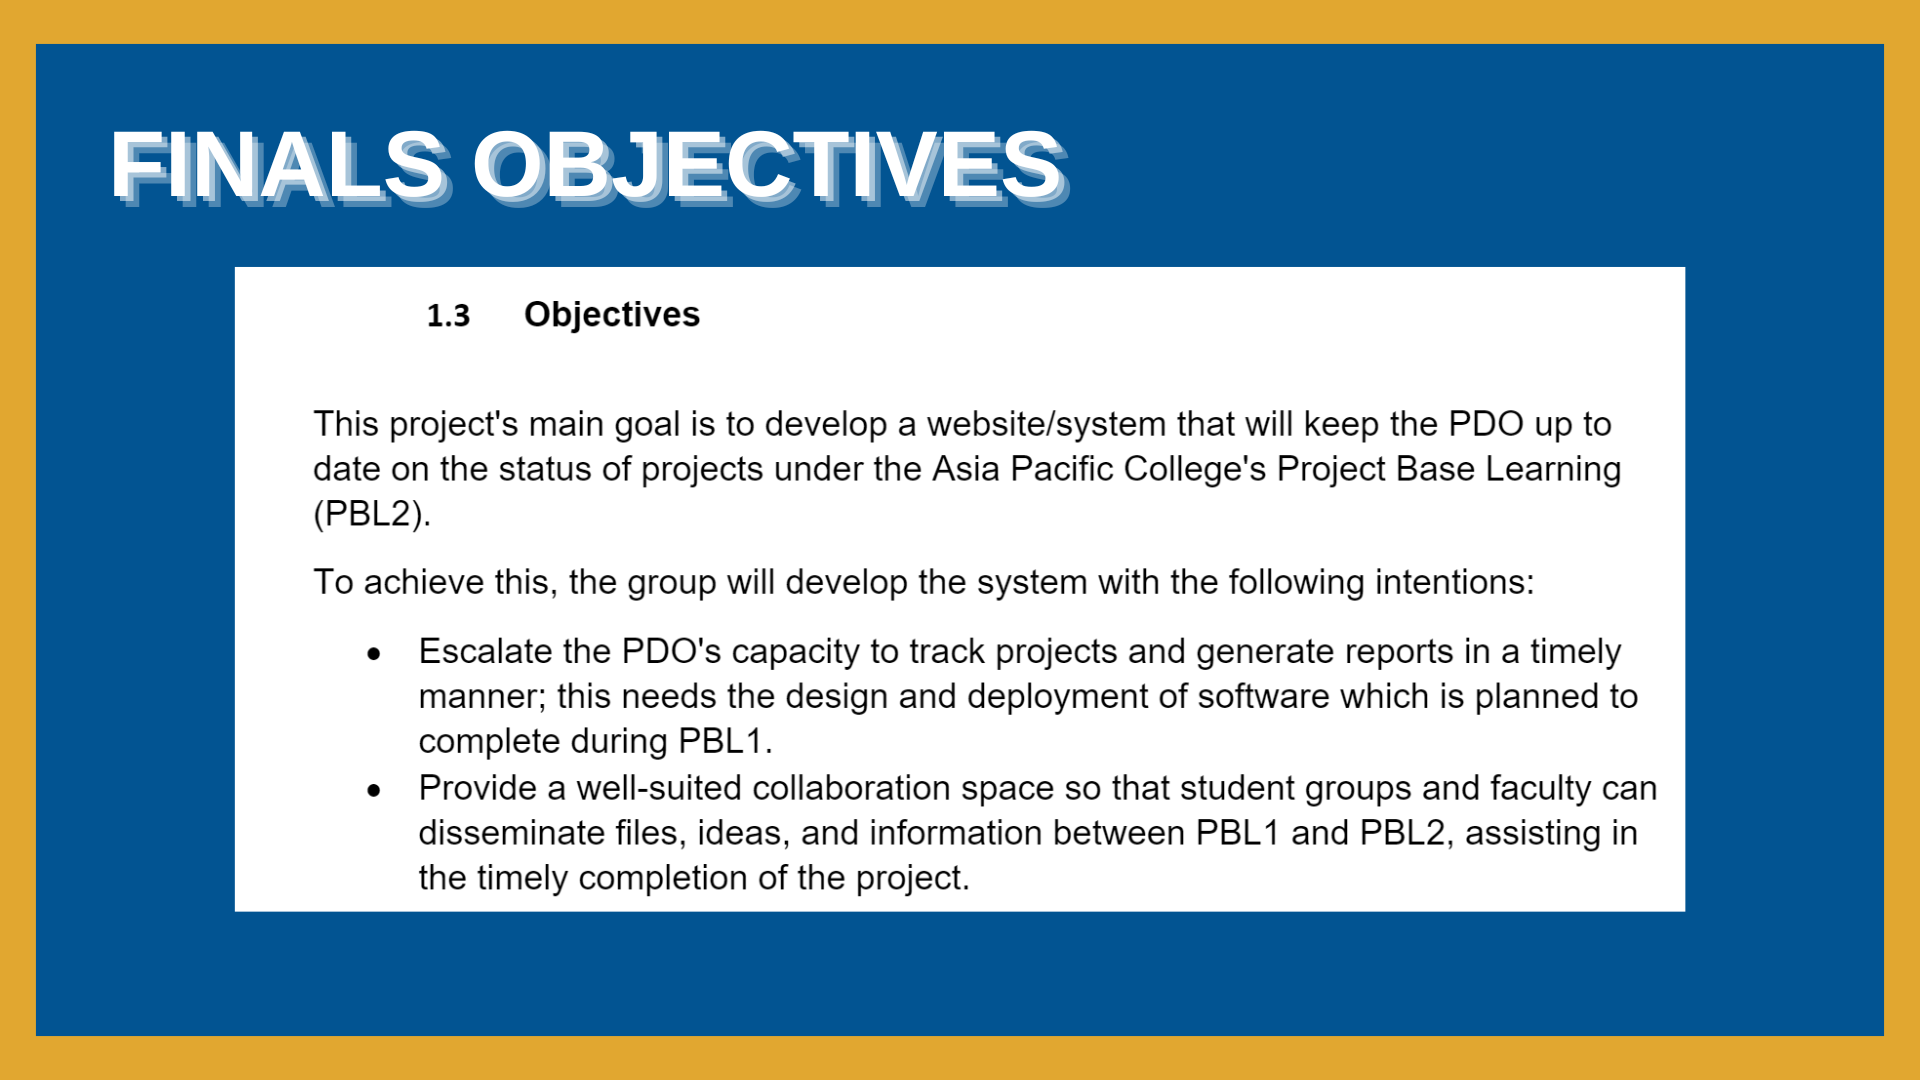 FINALS OBJECTIVES
1.3 Objectives
This project's main goal is to develop a website/system that will keep the PDO up to
date on the status of projects under the Asia Pacific College's Project Base Learning
(PBL2).
To achieve this, the group will develop the system with the following intentions:
● Escalate the PDO's capacity to track projects and generate reports in a timely
manner; this needs the design and deployment of software which is planned to
complete during PBL1.
● Provide a well-suited collaboration space so that student groups and faculty can
disseminate files, ideas, and information between PBL1 and PBL2, assisting in
the timely completion of the project.